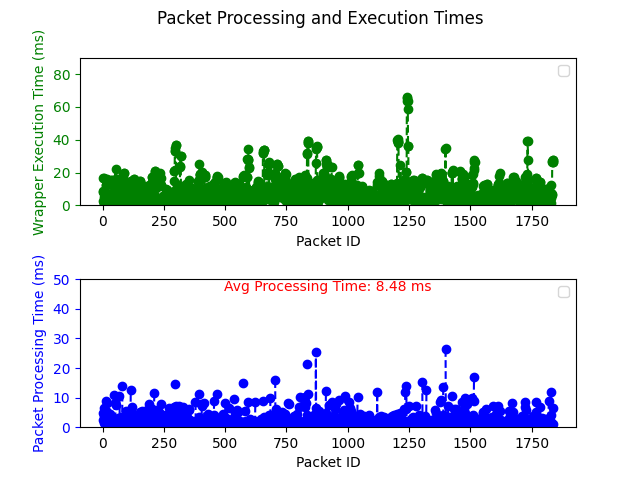 Packet Processing and Execution Times
Wrapper Execution Time (ms)
80
60
40
20
0
0 250 500 750 1000 1250 1500 1750
Packet ID
Packet Processing Time (ms)
Avg Processing Time: 8.48 ms
50
40
30
20
10
0
0 250 500 750 1000 1250 1500 1750
Packet ID